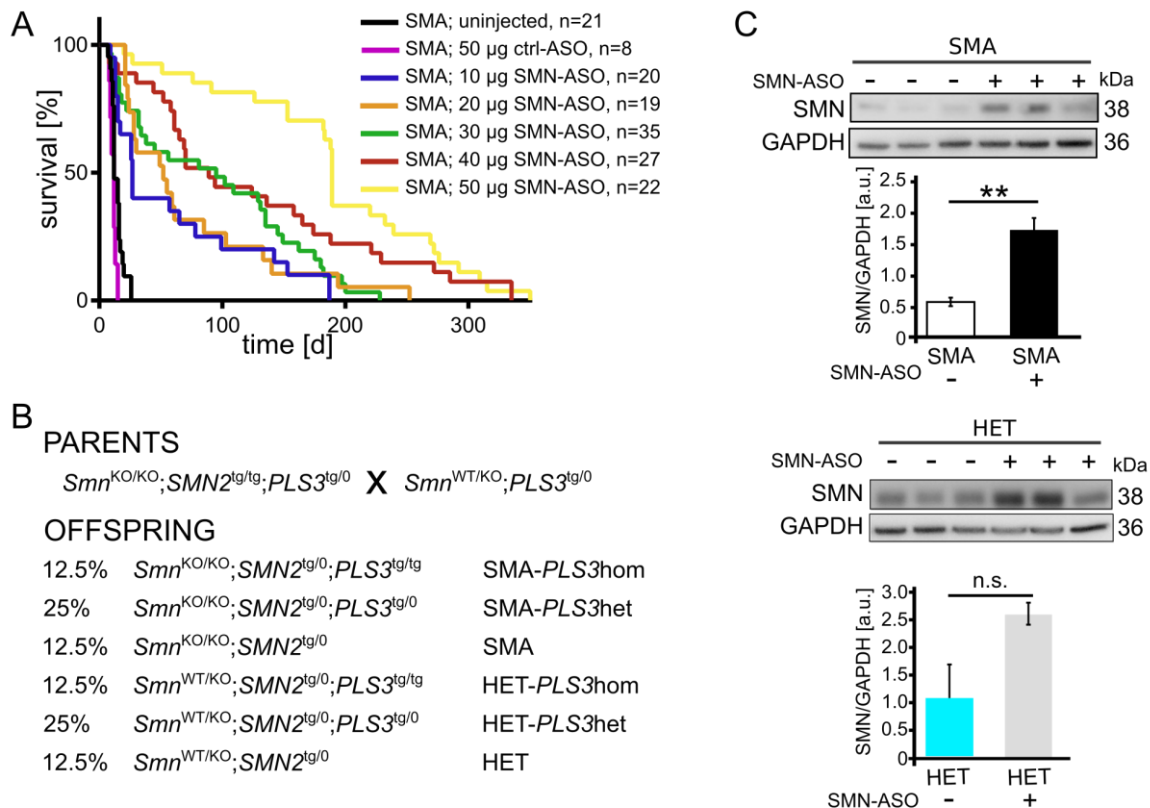 A
SMA; uninjected, n=21
SMA; 50 µg ctrl-ASO, n=8
SMA; 10 µg SMN-ASO, n=20
SMA; 20 µg SMN-ASO, n=19
SMA; 30 µg SMN-ASO, n=35
SMA; 40 µg SMN-ASO, n=27
SMA; 50 µg SMN-ASO, n=22
survival [%]
100
50
0
0 100 200 300
time [d]
B
PARENTS
Smn^KO/KO;SMN2^tg/tg;PLS3^tg/0 X Smn^WT/KO;PLS3^tg/0
OFFSPRING
12.5% Smn^KO/KO;SMN2^tg/0;PLS3^tg/tg SMA-PLS3hom
25% Smn^KO/KO;SMN2^tg/0;PLS3^tg/0 SMA-PLS3het
12.5% Smn^KO/KO;SMN2^tg/0 SMA
12.5% Smn^WT/KO;SMN2^tg/0;PLS3^tg/tg HET-PLS3hom
25% Smn^WT/KO;SMN2^tg/0;PLS3^tg/0 HET-PLS3het
12.5% Smn^WT/KO;SMN2^tg/0 HET
C
SMA
SMN-ASO - - - + + + kDa
SMN 38
GAPDH 36
SMN/GAPDH [a.u.]
2.5
2.0
1.5
1.0
0.5
0
**
SMA SMA
SMN-ASO - +
HET
SMN-ASO - - - + + + kDa
SMN 38
GAPDH 36
SMN/GAPDH [a.u.]
3.0
2.5
2.0
1.5
1.0
0.5
0
n.s.
HET HET
SMN-ASO - +